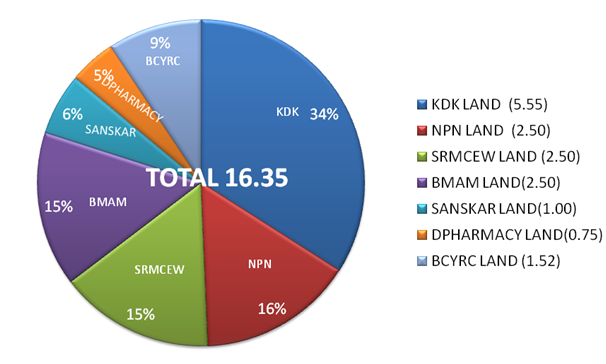 9%
BCYRC
5%
DPHARMACY
6%
SANSKAR
KDK 34%
TOTAL 16.35
15%
BMAM
SRMCEW
15%
NPN
16%
KDK LAND (5.55)
NPN LAND (2.50)
SRMCEW LAND (2.50)
BMAM LAND(2.50)
SANSKAR LAND(1.00)
DPHARMACY LAND(0.75)
BCYRC LAND (1.52)